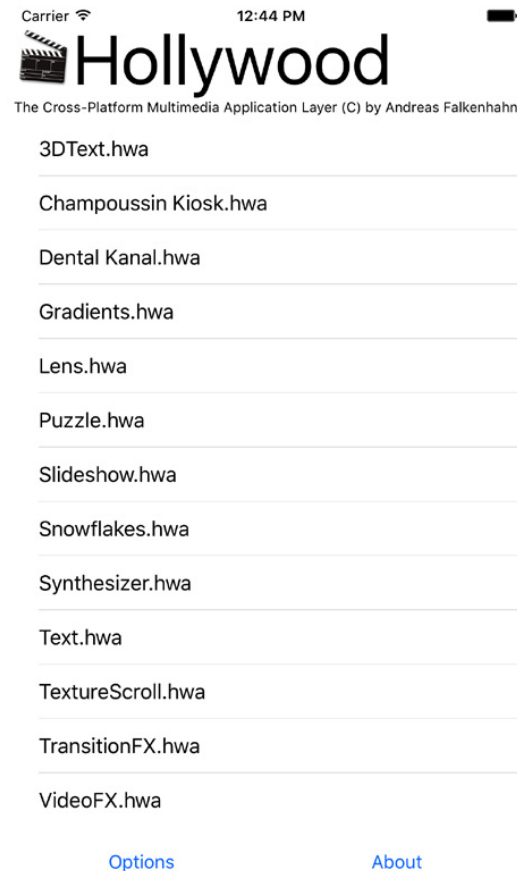 Carrier 12:44 PM
Hollywood
The Cross-Platform Multimedia Application Layer (C) by Andreas Falkenhahn
3DText.hwa
Champoussin Kiosk.hwa
Dental Kanal.hwa
Gradients.hwa
Lens.hwa
Puzzle.hwa
Slideshow.hwa
Snowflakes.hwa
Synthesizer.hwa
Text.hwa
TextureScroll.hwa
TransitionFX.hwa
VideoFX.hwa
Options About